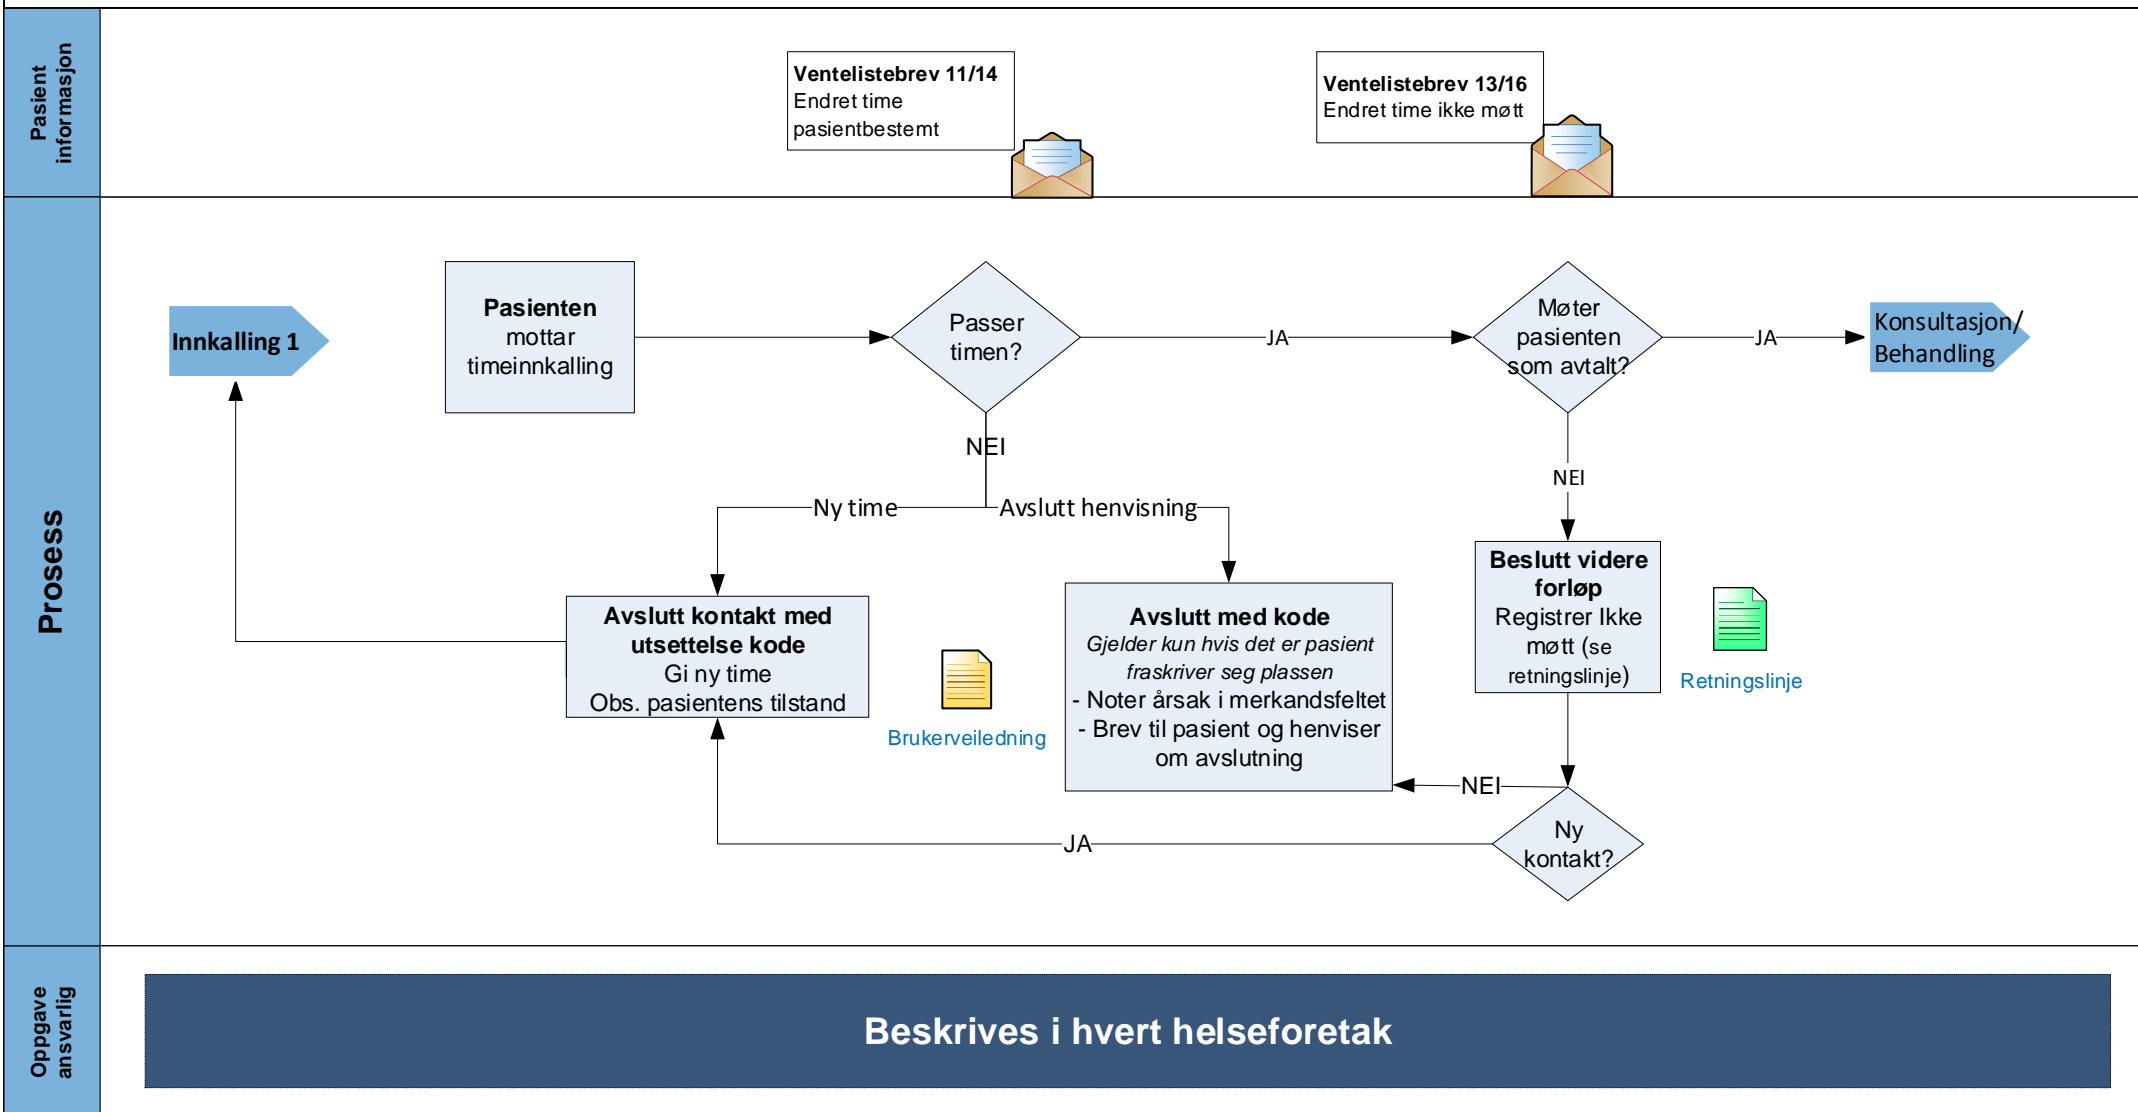 Pasient
informasjon
Ventelistebrev 11/14
Endret time
pasientbestemt
Ventelistebrev 13/16
Endret time ikke møtt
Prosess
Innkalling 1
Pasienten
mottar
timeinnkalling
Passer
timen?
JA
Møter
pasienten
som avtalt?
JA
Konsultasjon/
Behandling
NEI
NEI
Ny time
Avslutt henvisning
Avslutt kontakt med
utsettelse kode
Gi ny time
Obs. pasientens tilstand
Brukerveiledning
Avslutt med kode
Gjelder kun hvis det er pasient
fraskriver seg plassen
- Noter årsak i merkandsfeltet
- Brev til pasient og henviser
om avslutning
Beslutt videre
forløp
Registrer Ikke
møtt (se
retningslinje)
Retningslinje
NEI
JA
Ny
kontakt?
Oppgave
ansvarlig
Beskrives i hvert helseforetak